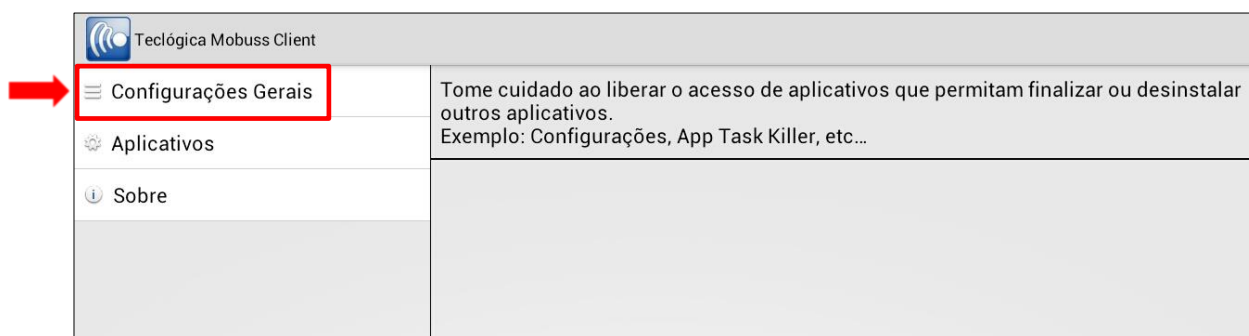 Teclógica Mobuss Client
Configurações Gerais
Aplicativos
Sobre
Tome cuidado ao liberar o acesso de aplicativos que permitam finalizar ou desinstalar
outros aplicativos.
Exemplo: Configurações, App Task Killer, etc...